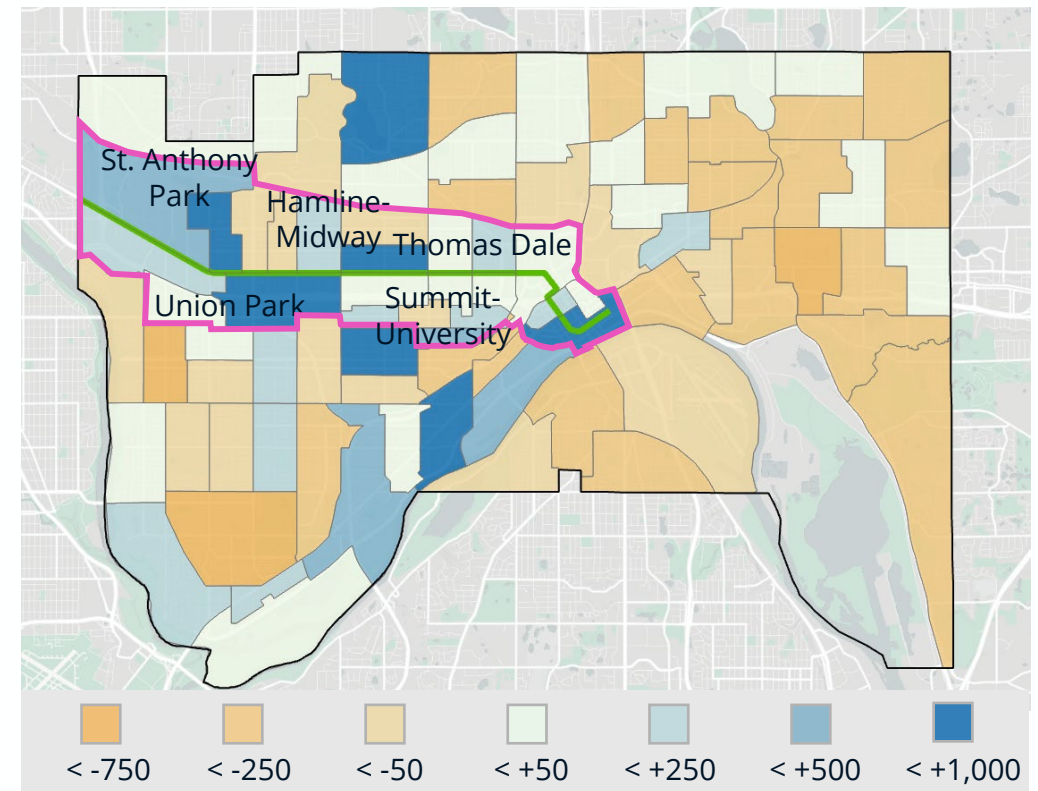 St. Anthony
Park
Hamline-
Midway
Thomas Dale
Union Park
Summit-
University
< -750
< -250
< -50
< +50
< +250
< +500
< +1,000